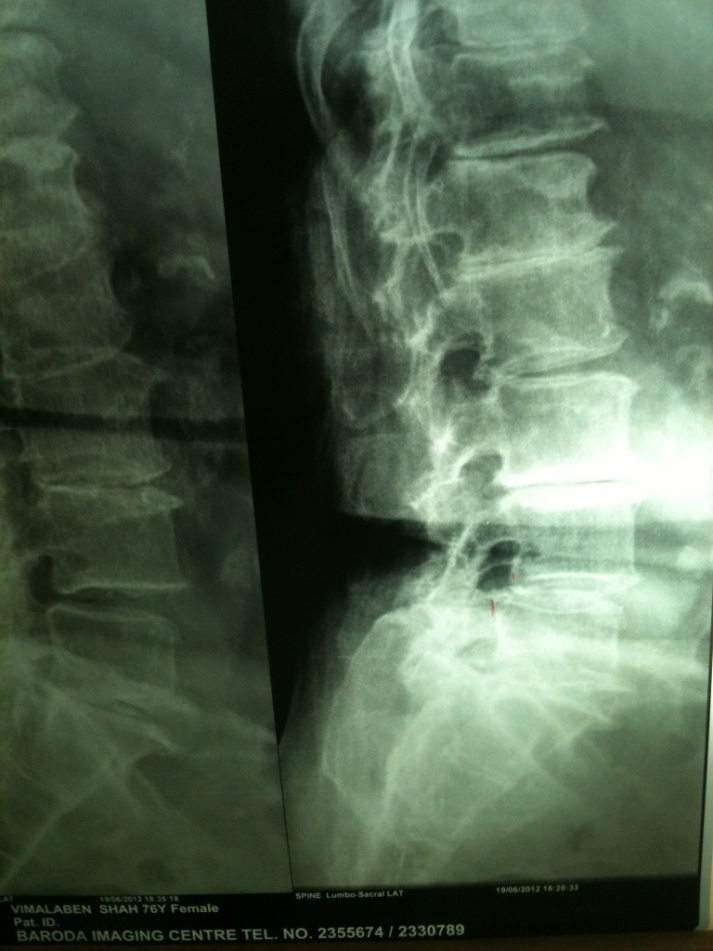 LAT 19/06/2012 18:38:18
SPINE Lumbo-Sacral LAT 19/06/2012 18:28:33
VIMALABEN SHAH 76Y Female
Pat. ID.
BARODA IMAGING CENTRE TEL. NO. 2355674 / 2330789